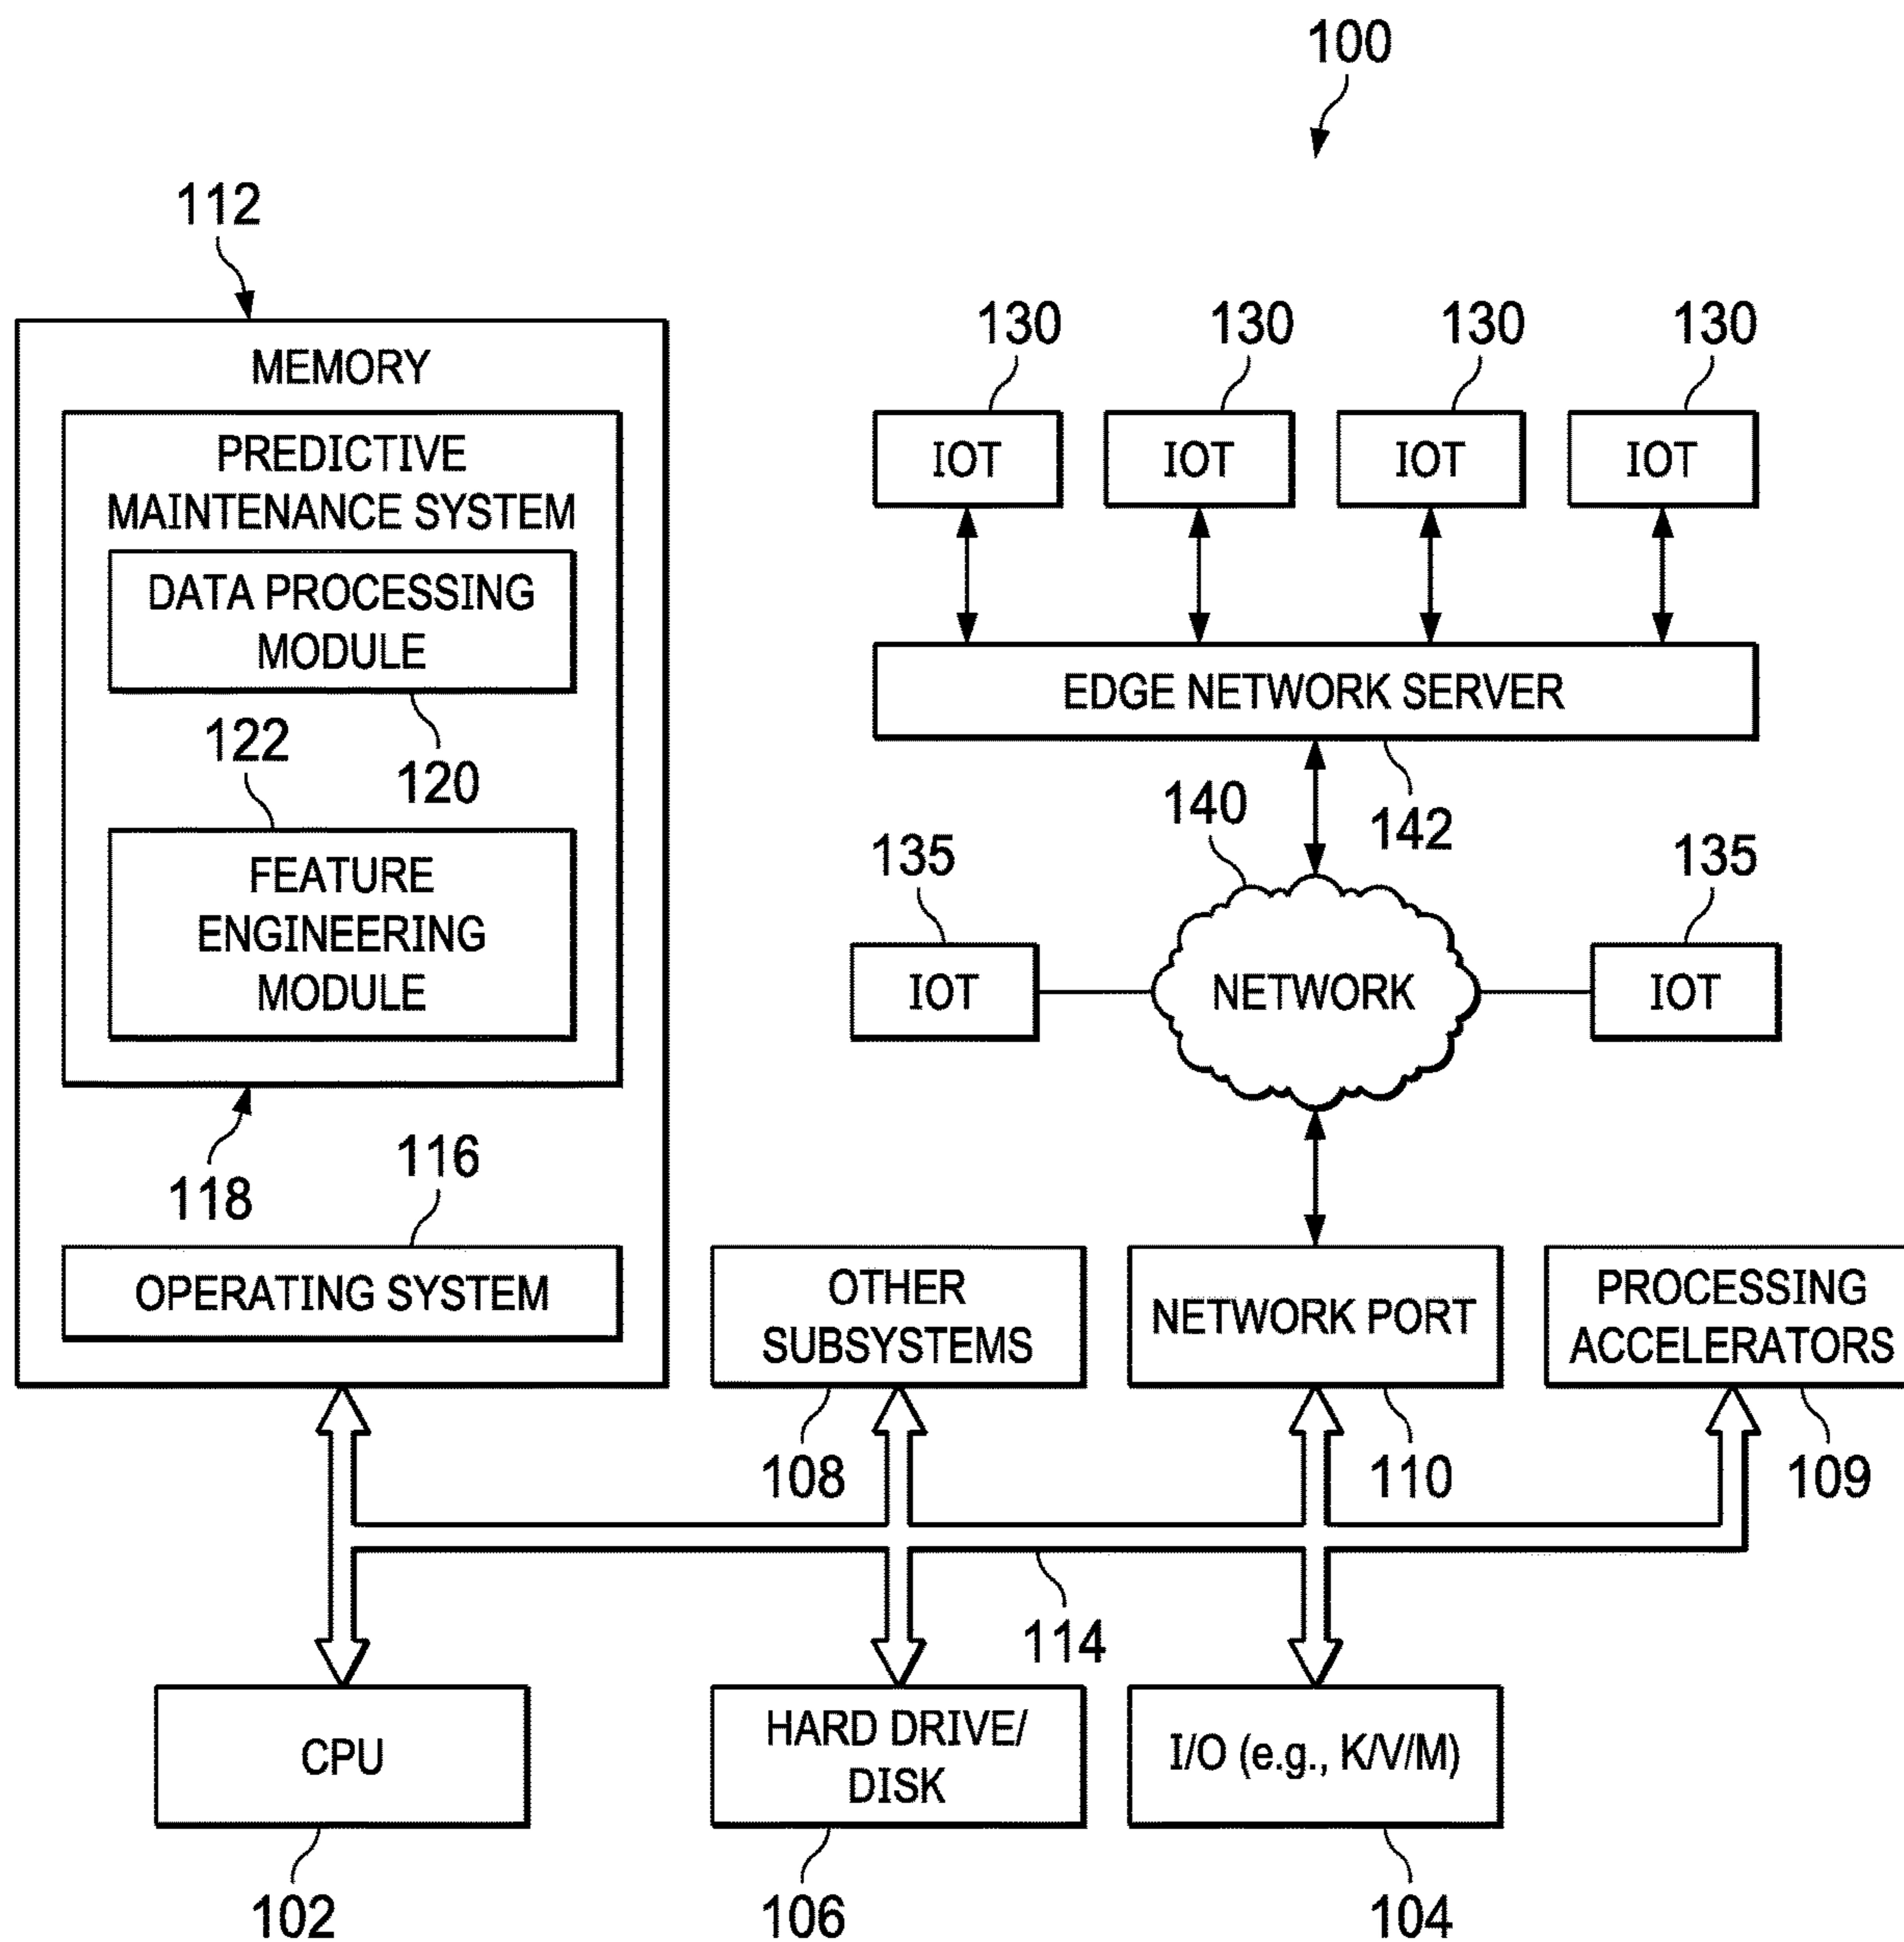 100
112
MEMORY
PREDICTIVE
MAINTENANCE SYSTEM
DATA PROCESSING
MODULE
120
122
FEATURE
ENGINEERING
MODULE
118
116
OPERATING SYSTEM
130 130 130 130
IOT IOT IOT IOT
EDGE NETWORK SERVER
142
140
135 135
IOT NETWORK IOT
OTHER
SUBSYSTEMS
108
NETWORK PORT
110
PROCESSING
ACCELERATORS
109
114
CPU
102
HARD DRIVE/
DISK
106
I/O (e.g., K/V/M)
104